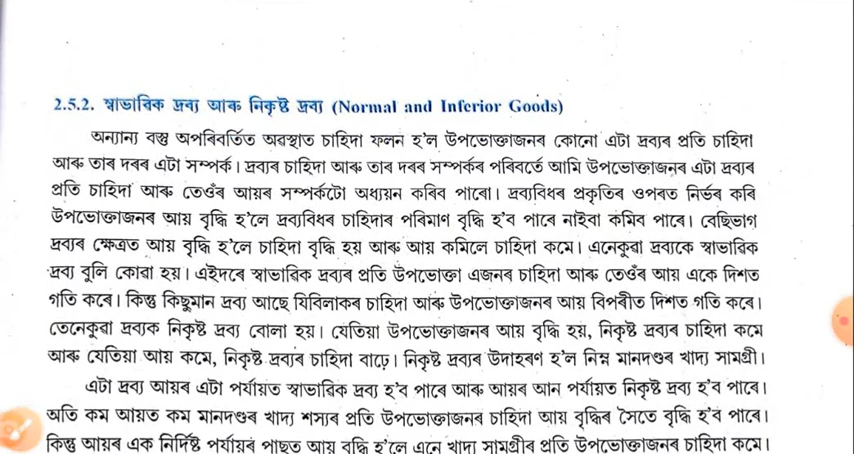 2.5.2. স্বাভাৱিক দ্ৰব্য আৰু নিকৃষ্ট দ্ৰব্য (Normal and Inferior Goods)
অন্যান্য বস্তু অপৰিবৰ্তিত অৱস্থাত চাহিদা ফলন হ’ল উপভোক্তাজনৰ কোনো এটা দ্ৰব্যৰ প্ৰতি চাহিদা
আৰু তাৰ দৰৰ এটা সম্পৰ্ক। দ্ৰব্যৰ চাহিদা আৰু তাৰ দৰৰ সম্পৰ্কৰ পৰিবৰ্তে আমি উপভোক্তাজনৰ এটা দ্ৰব্যৰ
প্ৰতি চাহিদা আৰু তেওঁৰ আয়ৰ সম্পৰ্কটো অধ্যয়ন কৰিব পাৰো। দ্ৰব্যবিধৰ প্ৰকৃতিৰ ওপৰত নিৰ্ভৰ কৰি
উপভোক্তাজনৰ আয় বৃদ্ধি হ’লে দ্ৰব্যবিধৰ চাহিদাৰ পৰিমাণ বৃদ্ধি হ’ব পাৰে নাইবা কমিব পাৰে। বেছিভাগ
দ্ৰব্যৰ ক্ষেত্ৰত আয় বৃদ্ধি হ’লে চাহিদা বৃদ্ধি হয় আৰু আয় কমিলে চাহিদা কমে। এনেকুৱা দ্ৰব্যকে স্বাভাৱিক
দ্ৰব্য বুলি কোৱা হয়। এইদৰে স্বাভাৱিক দ্ৰব্যৰ প্ৰতি উপভোক্তা এজনৰ চাহিদা আৰু তেওঁৰ আয় একে দিশত
গতি কৰে। কিন্তু কিছুমান দ্ৰব্য আছে যিবিলাকৰ চাহিদা আৰু উপভোক্তাজনৰ আয় বিপৰীত দিশত গতি কৰে।
তেনেকুৱা দ্ৰব্যক নিকৃষ্ট দ্ৰব্য বোলা হয়। যেতিয়া উপভোক্তাজনৰ আয় বৃদ্ধি হয়, নিকৃষ্ট দ্ৰব্যৰ চাহিদা কমে
আৰু যেতিয়া আয় কমে, নিকৃষ্ট দ্ৰব্যৰ চাহিদা বাঢ়ে। নিকৃষ্ট দ্ৰব্যৰ উদাহৰণ হ’ল নিম্ন মানদণ্ডৰ খাদ্য সামগ্ৰী।
এটা দ্ৰব্য আয়ৰ এটা পৰ্যায়ত স্বাভাৱিক দ্ৰব্য হ’ব পাৰে আৰু আয়ৰ আন পৰ্যায়ত নিকৃষ্ট দ্ৰব্য হ’ব পাৰে।
অতি কম আয়ত কম মানদণ্ডৰ খাদ্য শস্যৰ প্ৰতি উপভোক্তাজনৰ চাহিদা আয় বৃদ্ধিৰ সৈতে বৃদ্ধি হ’ব পাৰে।
কিন্তু আয়ৰ এক নিৰ্দিষ্ট পৰ্যায়ৰ পাছত আয় বৃদ্ধি হ’লে এনে খাদ্য সামগ্ৰীৰ প্ৰতি উপভোক্তাজনৰ চাহিদা কমে।